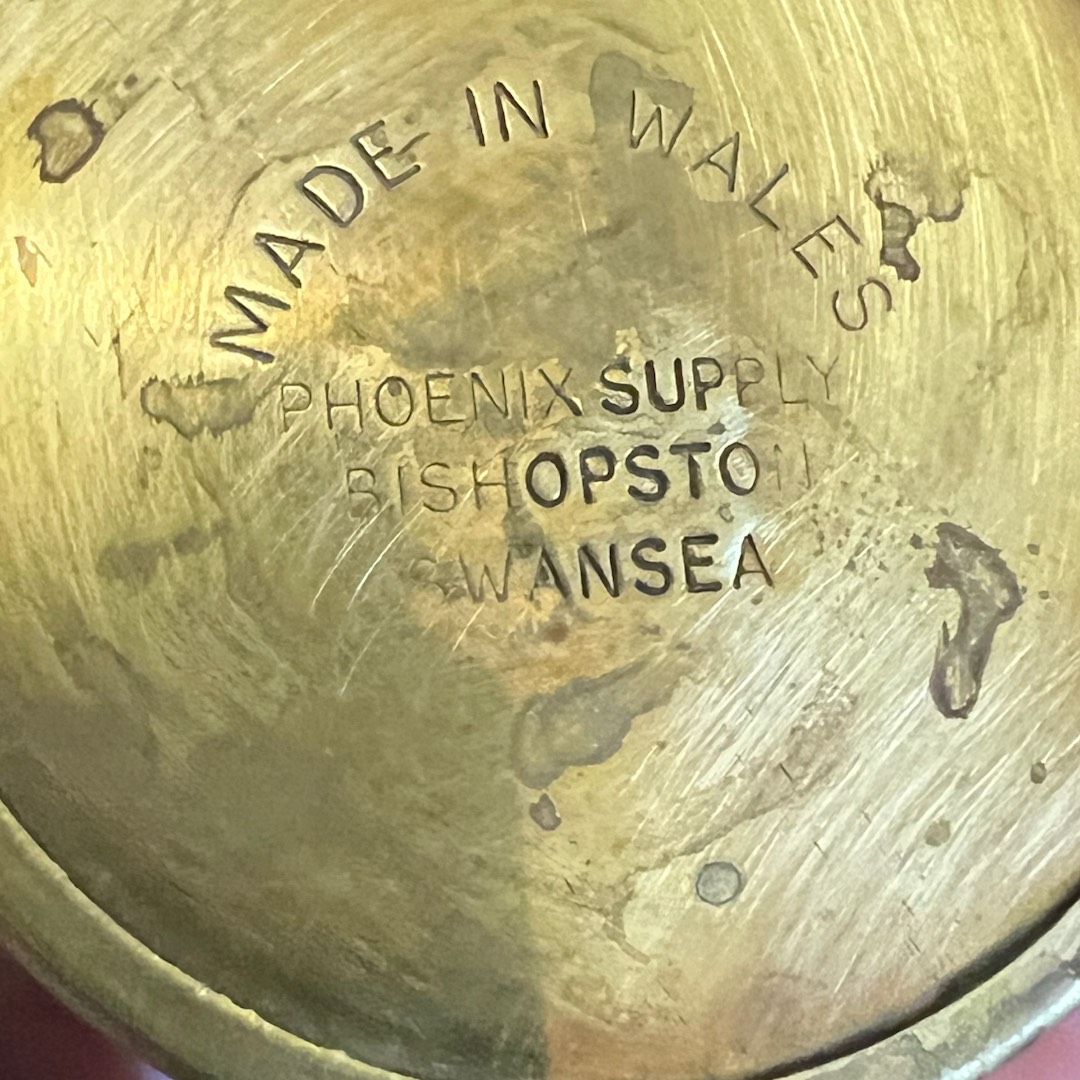 MADE IN WALES
PHOENIX SUPPLY
BISHOPSTON
SWANSEA